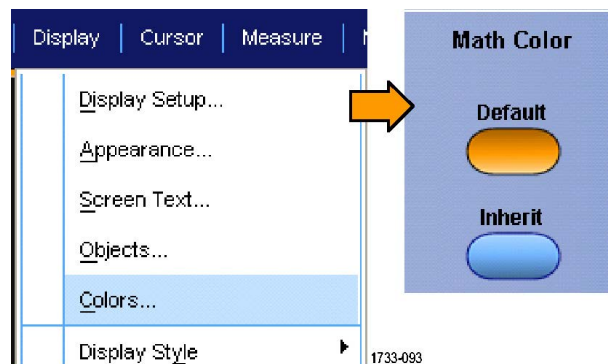 Display Cursor Measure
Display Setup...
Appearance...
Screen Text...
Objects...
Colors...
Display Style
Math Color
Default
Inherit
1733-093